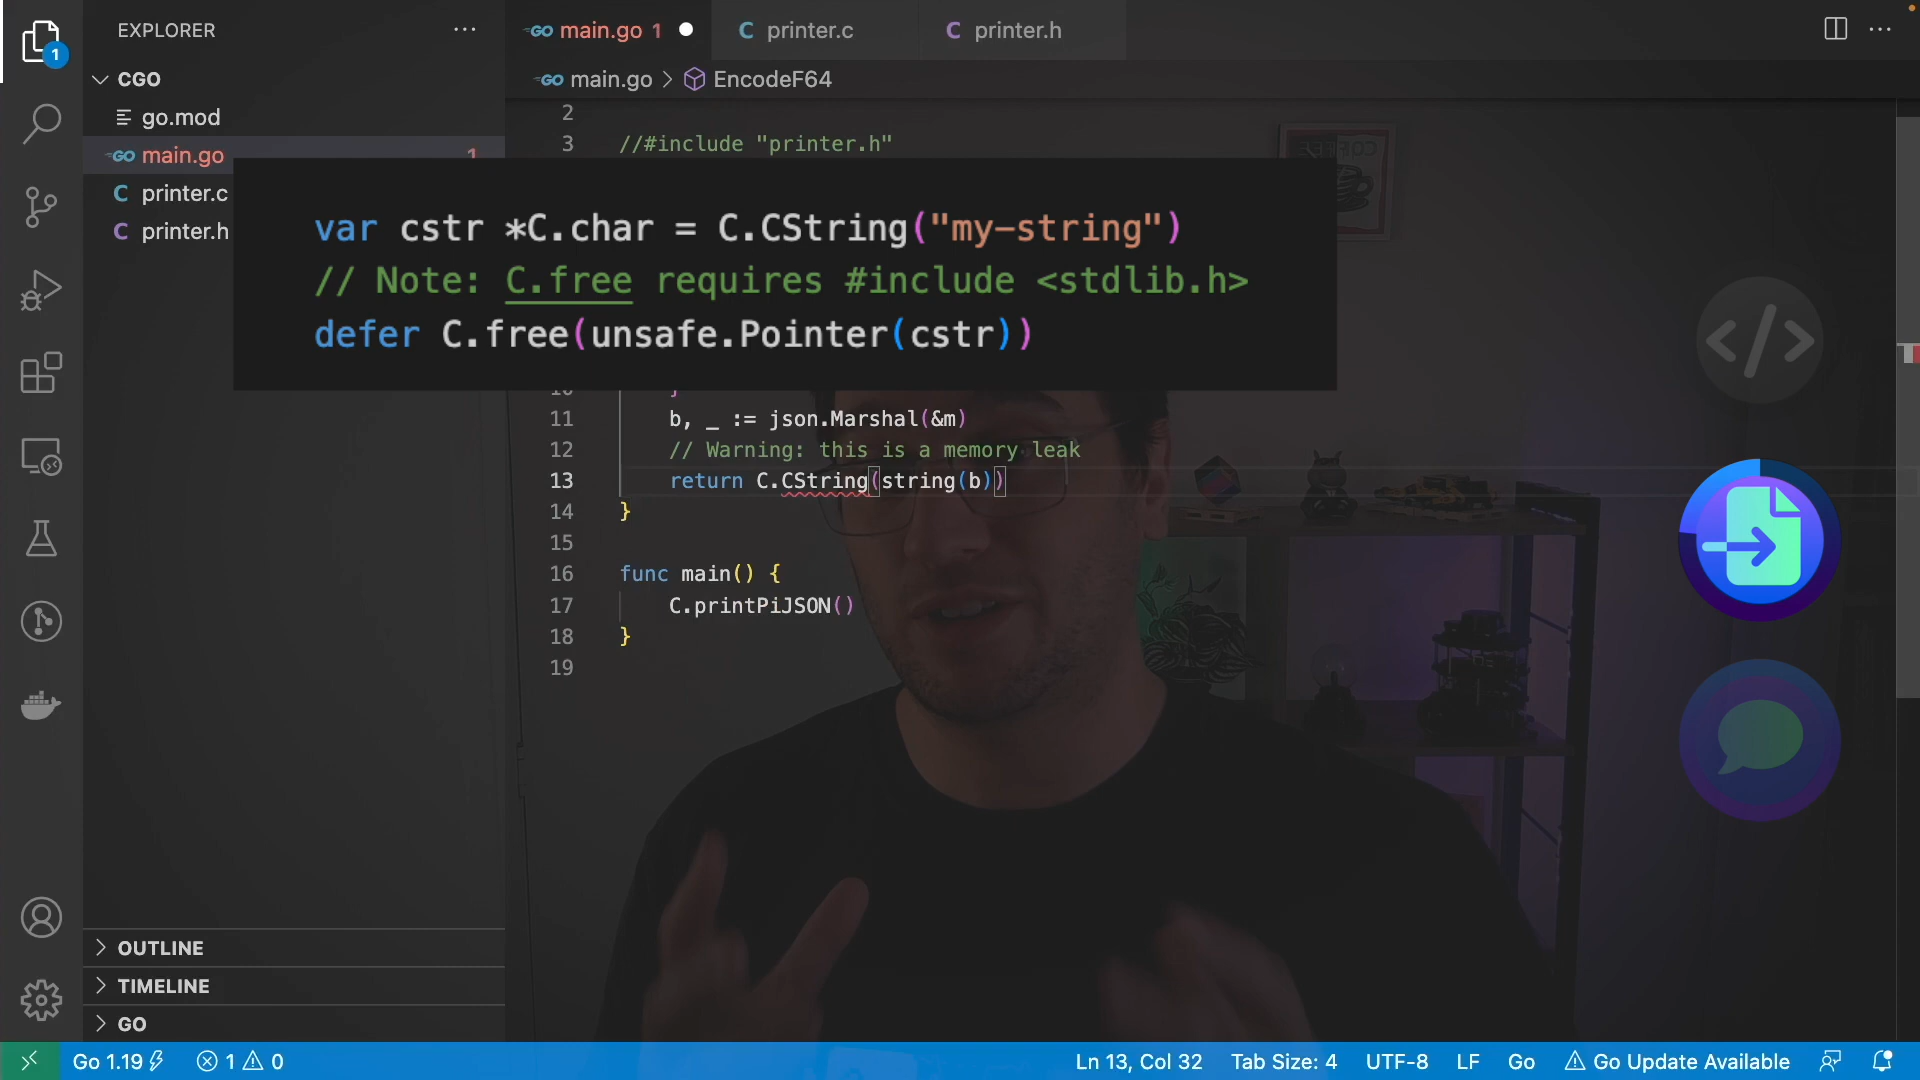 EXPLORER
CGO
go.mod
main.go 1
printer.c
printer.h
OUTLINE
TIMELINE
GO
main.go 1
printer.c
printer.h
main.go > EncodeF64
2
3 //#include "printer.h"
var cstr *C.char = C.CString("my-string")
// Note: C.free requires #include <stdlib.h>
defer C.free(unsafe.Pointer(cstr))
10 }
11 b, _ := json.Marshal(&m)
12 // Warning: this is a memory leak
13 return C.CString(string(b))
14 }
15
16 func main() {
17 C.printPiJSON()
18 }
19
COFFEE
</>
1
Go 1.19
1 0
Ln 13, Col 32
Tab Size: 4
UTF-8
LF
Go
Go Update Available